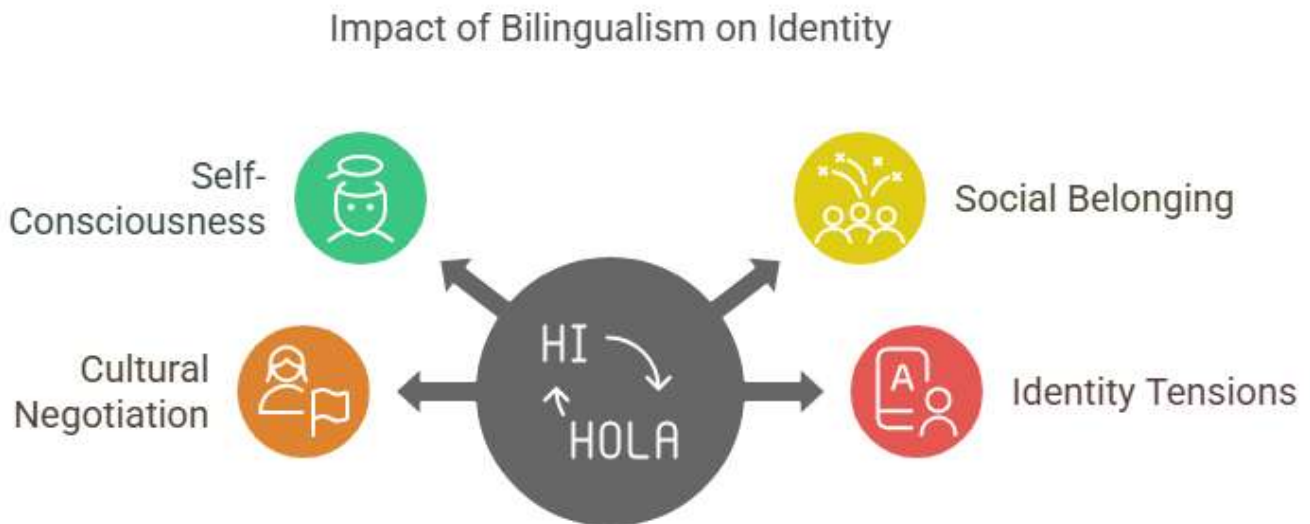 Impact of Bilingualism on Identity
Self-
Consciousness
Social Belonging
HI
HOLA
Cultural
Negotiation
A
Identity Tensions